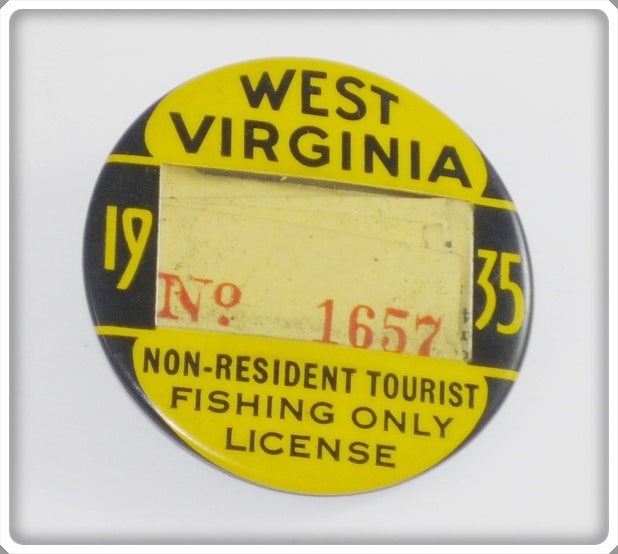 WEST
VIRGINIA
19 35
Nº 1657
NON-RESIDENT TOURIST
FISHING ONLY
LICENSE